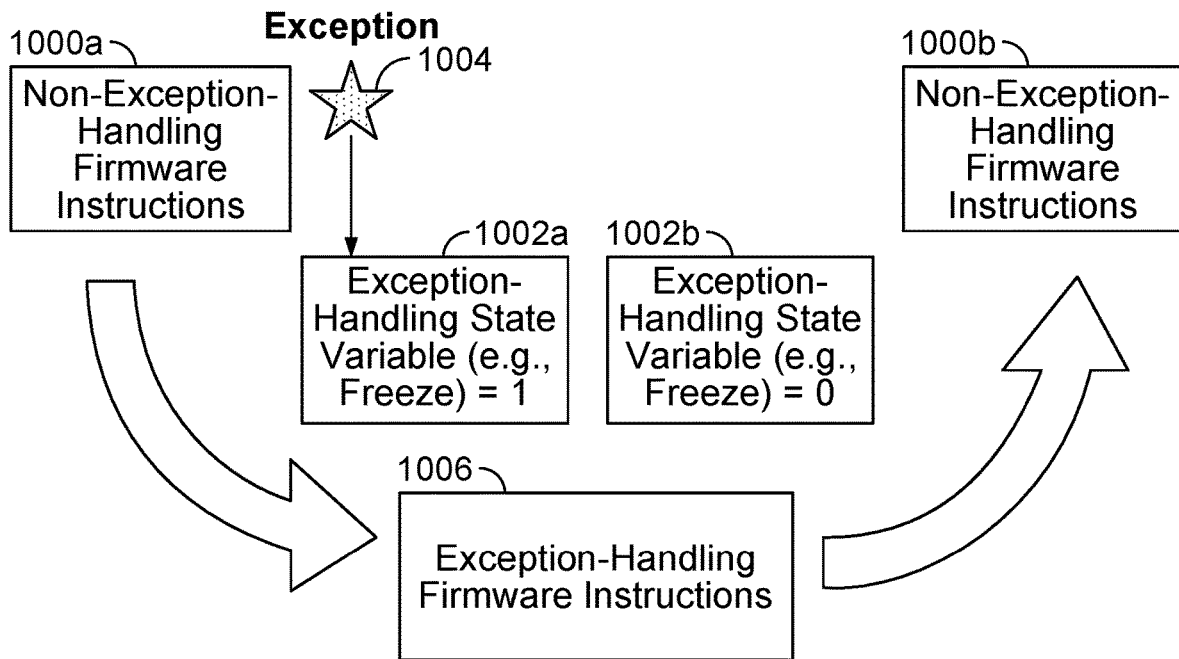 Exception
1000a
1004
1000b
Non-Exception-
Handling
Firmware
Instructions
Non-Exception-
Handling
Firmware
Instructions
1002a
1002b
Exception-
Handling State
Variable (e.g.,
Freeze) = 1
Exception-
Handling State
Variable (e.g.,
Freeze) = 0
1006
Exception-Handling
Firmware Instructions